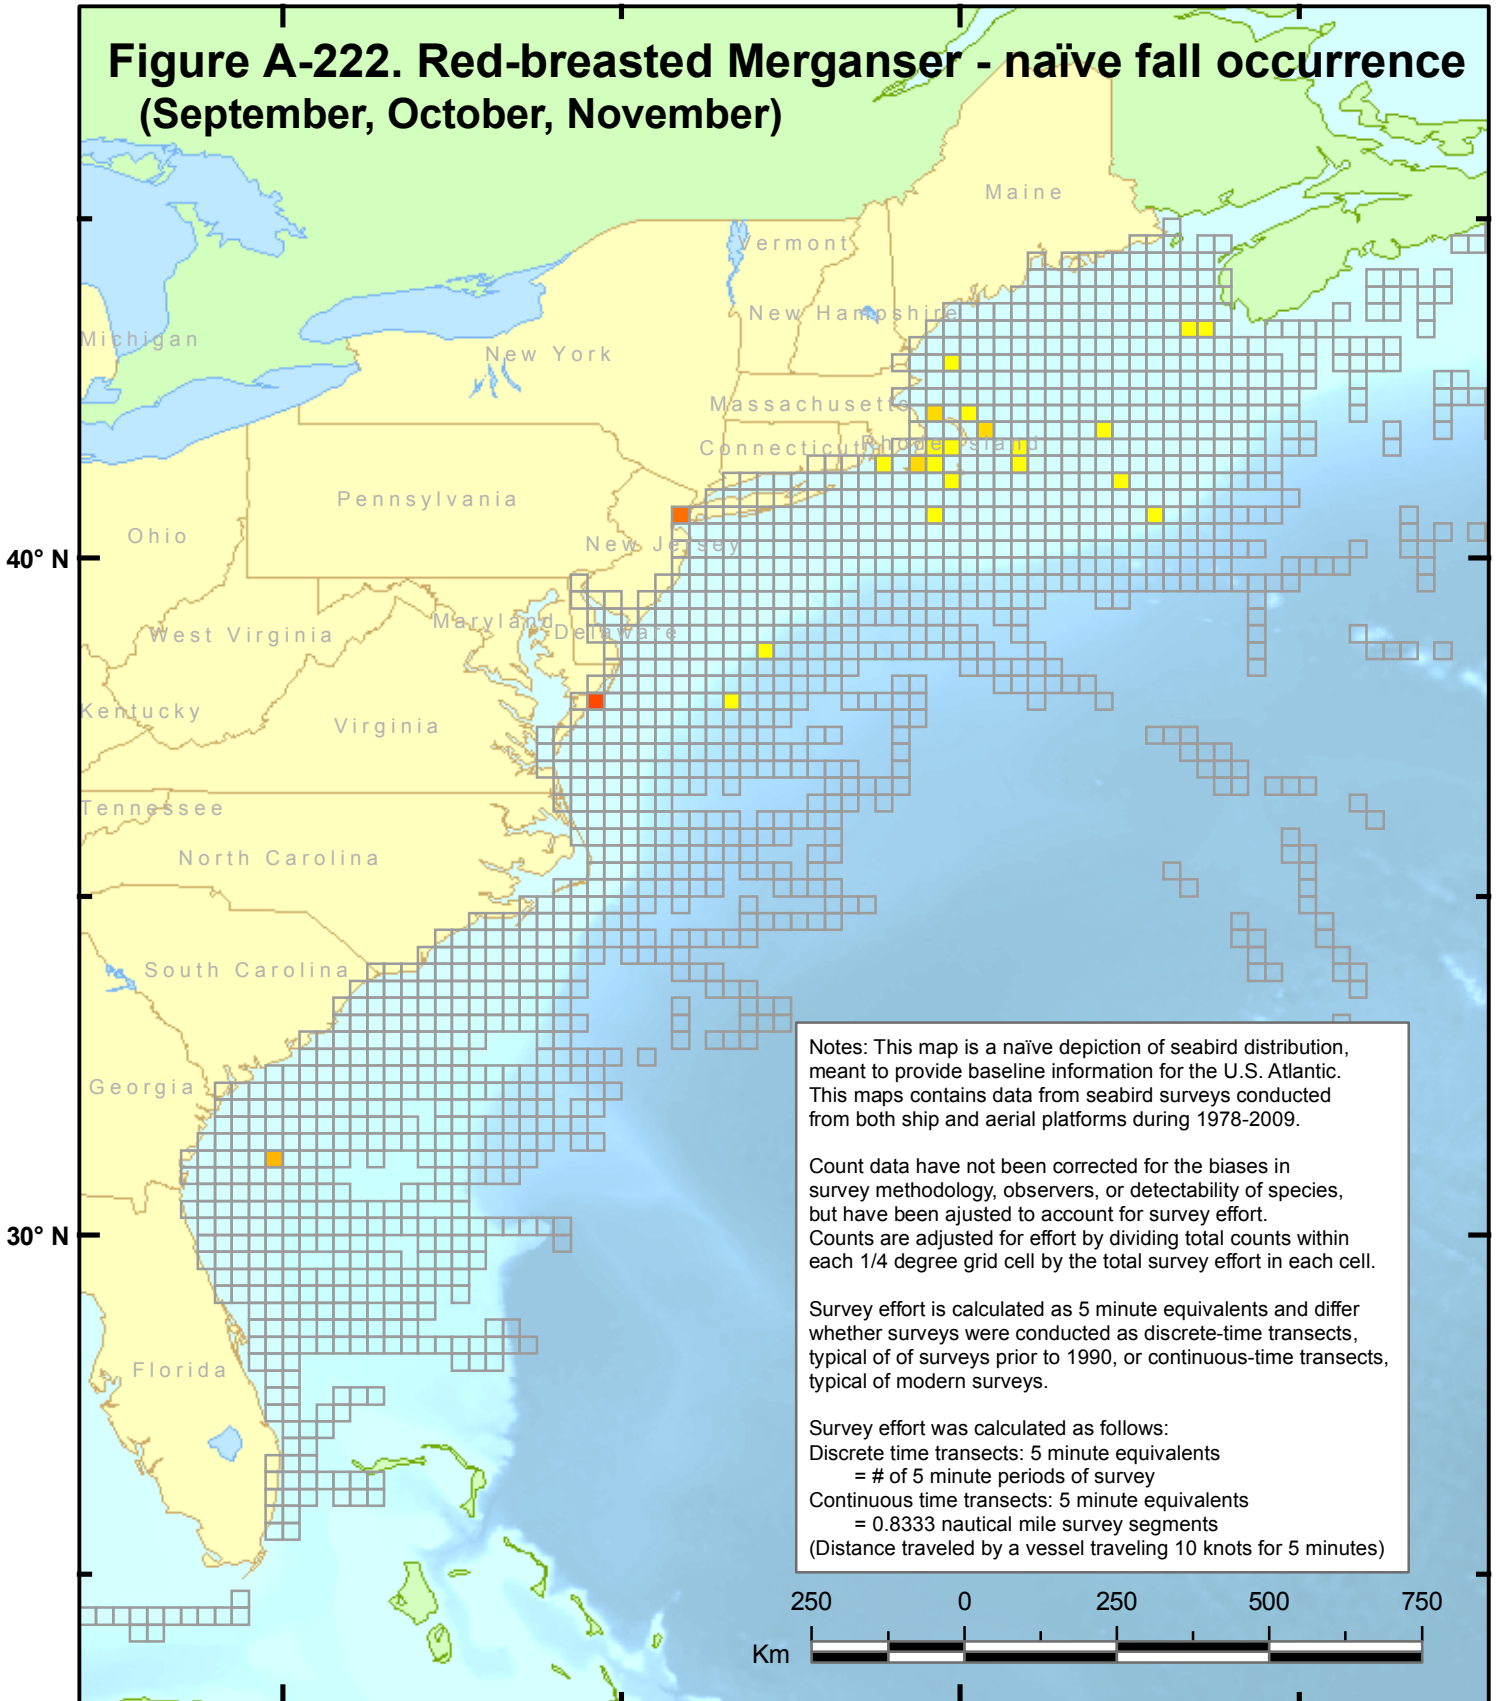 Figure A-222. Red-breasted Merganser - naïve fall occurrence
(September, October, November)
Maine
Vermont
New Hampshire
Michigan
New York
Massachusetts
Connecticut
Rhode Island
Pennsylvania
Ohio
New Jersey
40° N
West Virginia
Maryland
Delaware
Kentucky
Virginia
Tennessee
North Carolina
South Carolina
Georgia
30° N
Florida
Notes: This map is a naïve depiction of seabird distribution,
meant to provide baseline information for the U.S. Atlantic.
This maps contains data from seabird surveys conducted
from both ship and aerial platforms during 1978-2009.
Count data have not been corrected for the biases in
survey methodology, observers, or detectability of species,
but have been ajusted to account for survey effort.
Counts are adjusted for effort by dividing total counts within
each 1/4 degree grid cell by the total survey effort in each cell.
Survey effort is calculated as 5 minute equivalents and differ
whether surveys were conducted as discrete-time transects,
typical of of surveys prior to 1990, or continuous-time transects,
typical of modern surveys.
Survey effort was calculated as follows:
Discrete time transects: 5 minute equivalents
= # of 5 minute periods of survey
Continuous time transects: 5 minute equivalents
= 0.8333 nautical mile survey segments
(Distance traveled by a vessel traveling 10 knots for 5 minutes)
250 0 250 500 750
Km